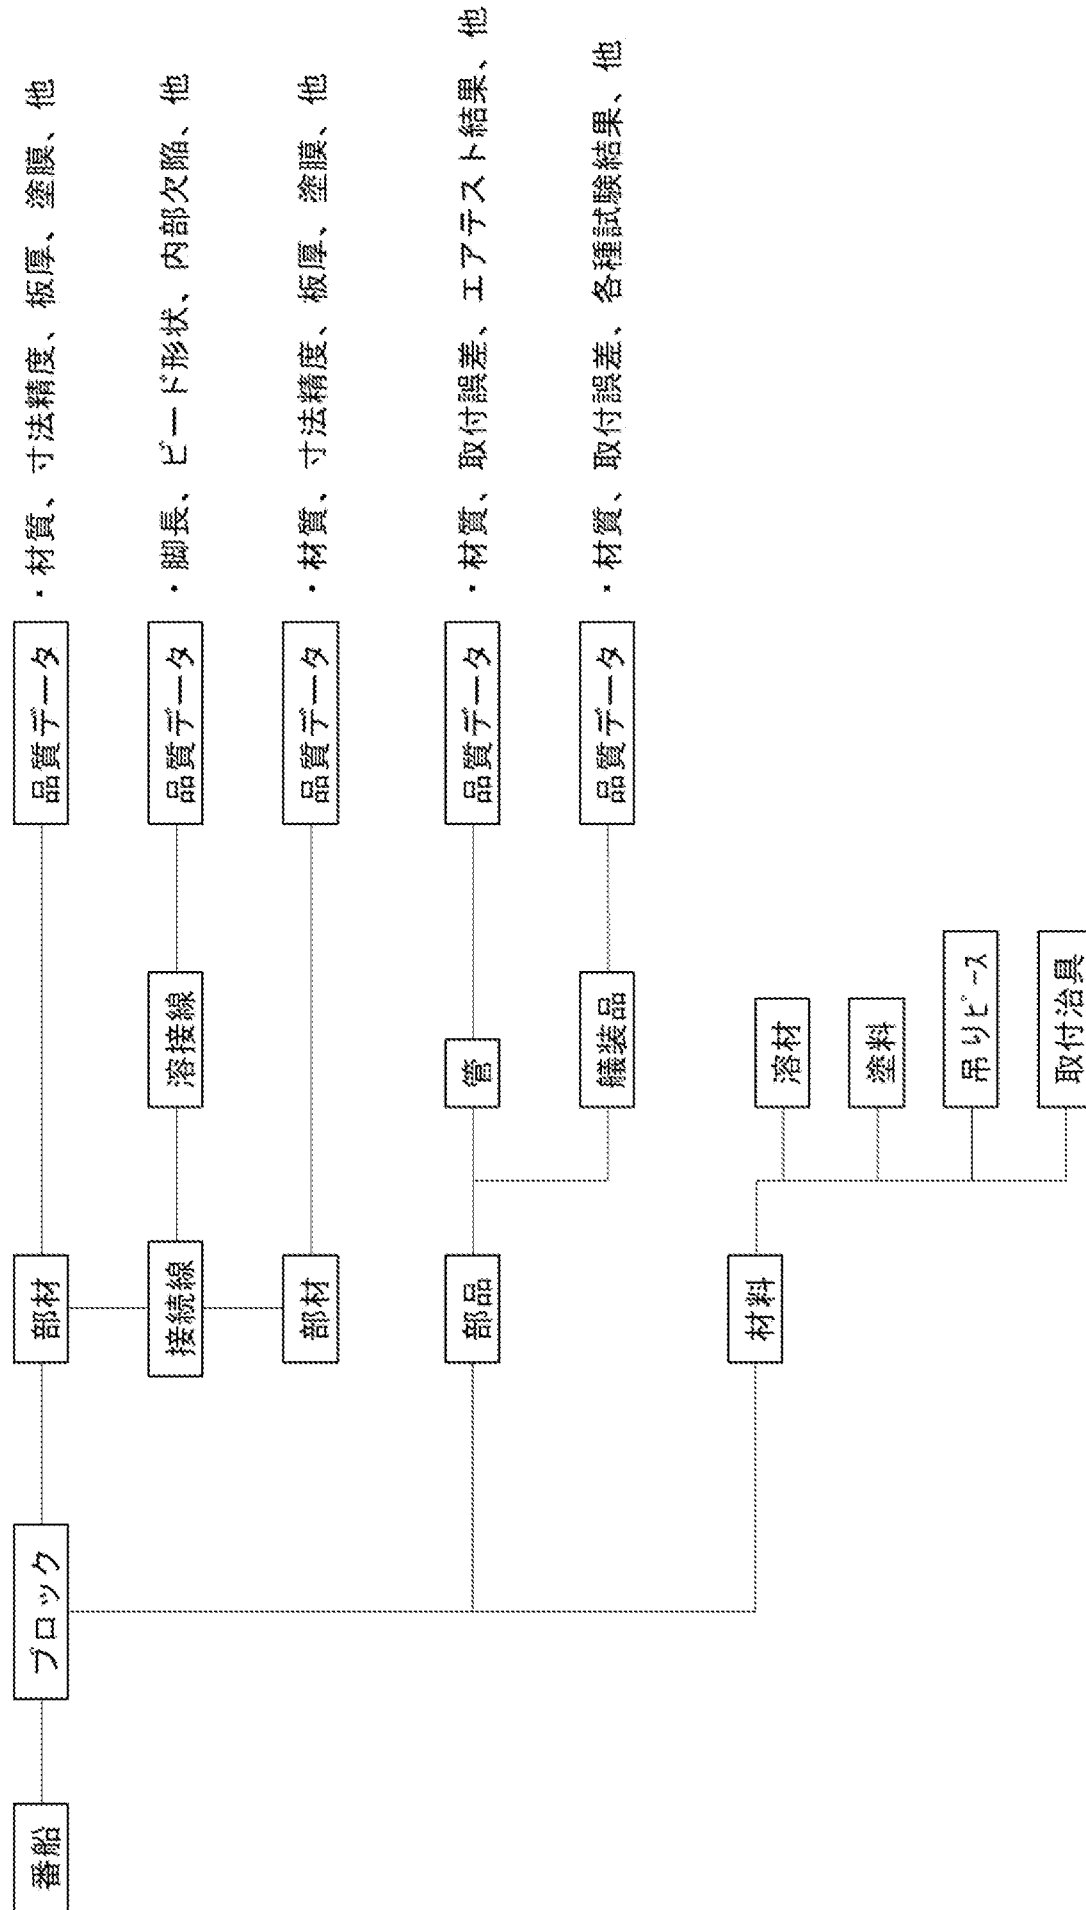 番船
ブロック
部材
品質データ
・材質、寸法精度、板厚、塗膜、他
接続線
溶接線
品質データ
・脚長、ビード形状、内部欠陥、他
部材
品質データ
・材質、寸法精度、板厚、塗膜、他
部品
管
品質データ
・材質、取付誤差、エアテスト結果、他
艤装品
品質データ
・材質、取付誤差、各種試験結果、他
材料
溶材
塗料
吊りピース
取付治具